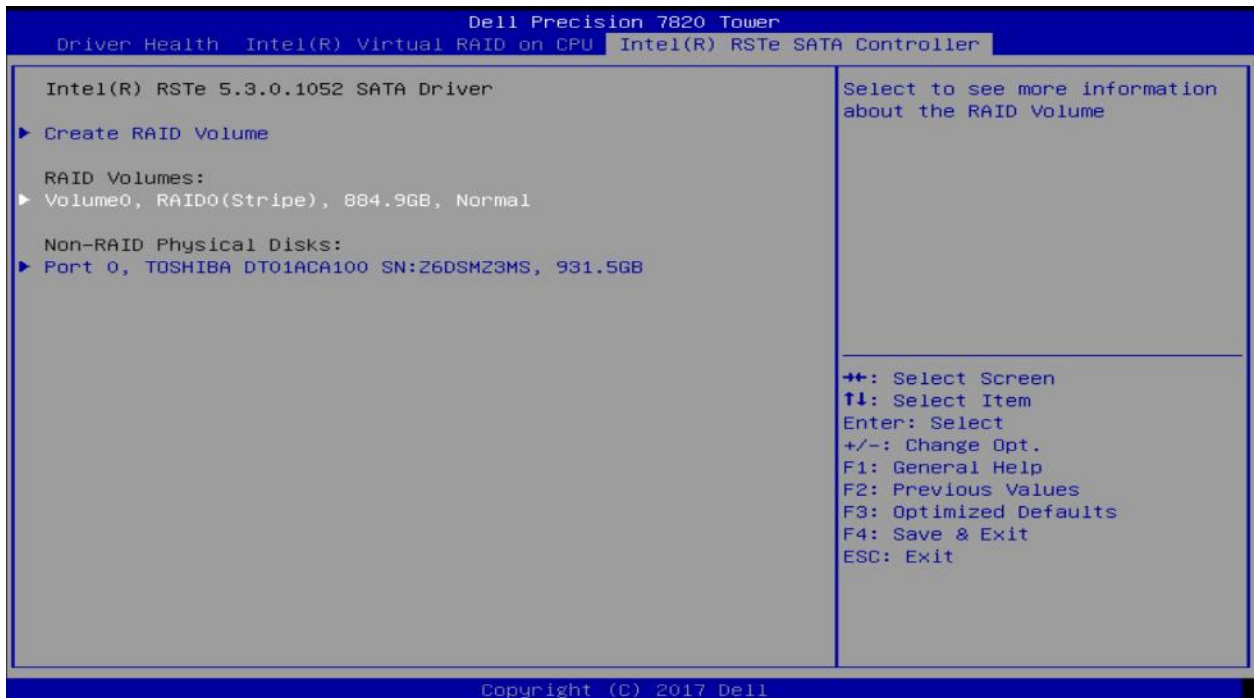 Dell Precision 7820 Tower
Driver Health Intel(R) Virtual RAID on CPU Intel(R) RSTe SATA Controller
Intel(R) RSTe 5.3.0.1052 SATA Driver
Create RAID Volume
RAID Volumes:
Volume0, RAID0(Stripe), 884.9GB, Normal
Non-RAID Physical Disks:
Port 0, TOSHIBA DT01ACA100 SN:Z6DSMZ3MS, 931.5GB
Select to see more information
about the RAID Volume
→←: Select Screen
↑↓: Select Item
Enter: Select
+/-: Change Opt.
F1: General Help
F2: Previous Values
F3: Optimized Defaults
F4: Save & Exit
ESC: Exit
Copyright (C) 2017 Dell